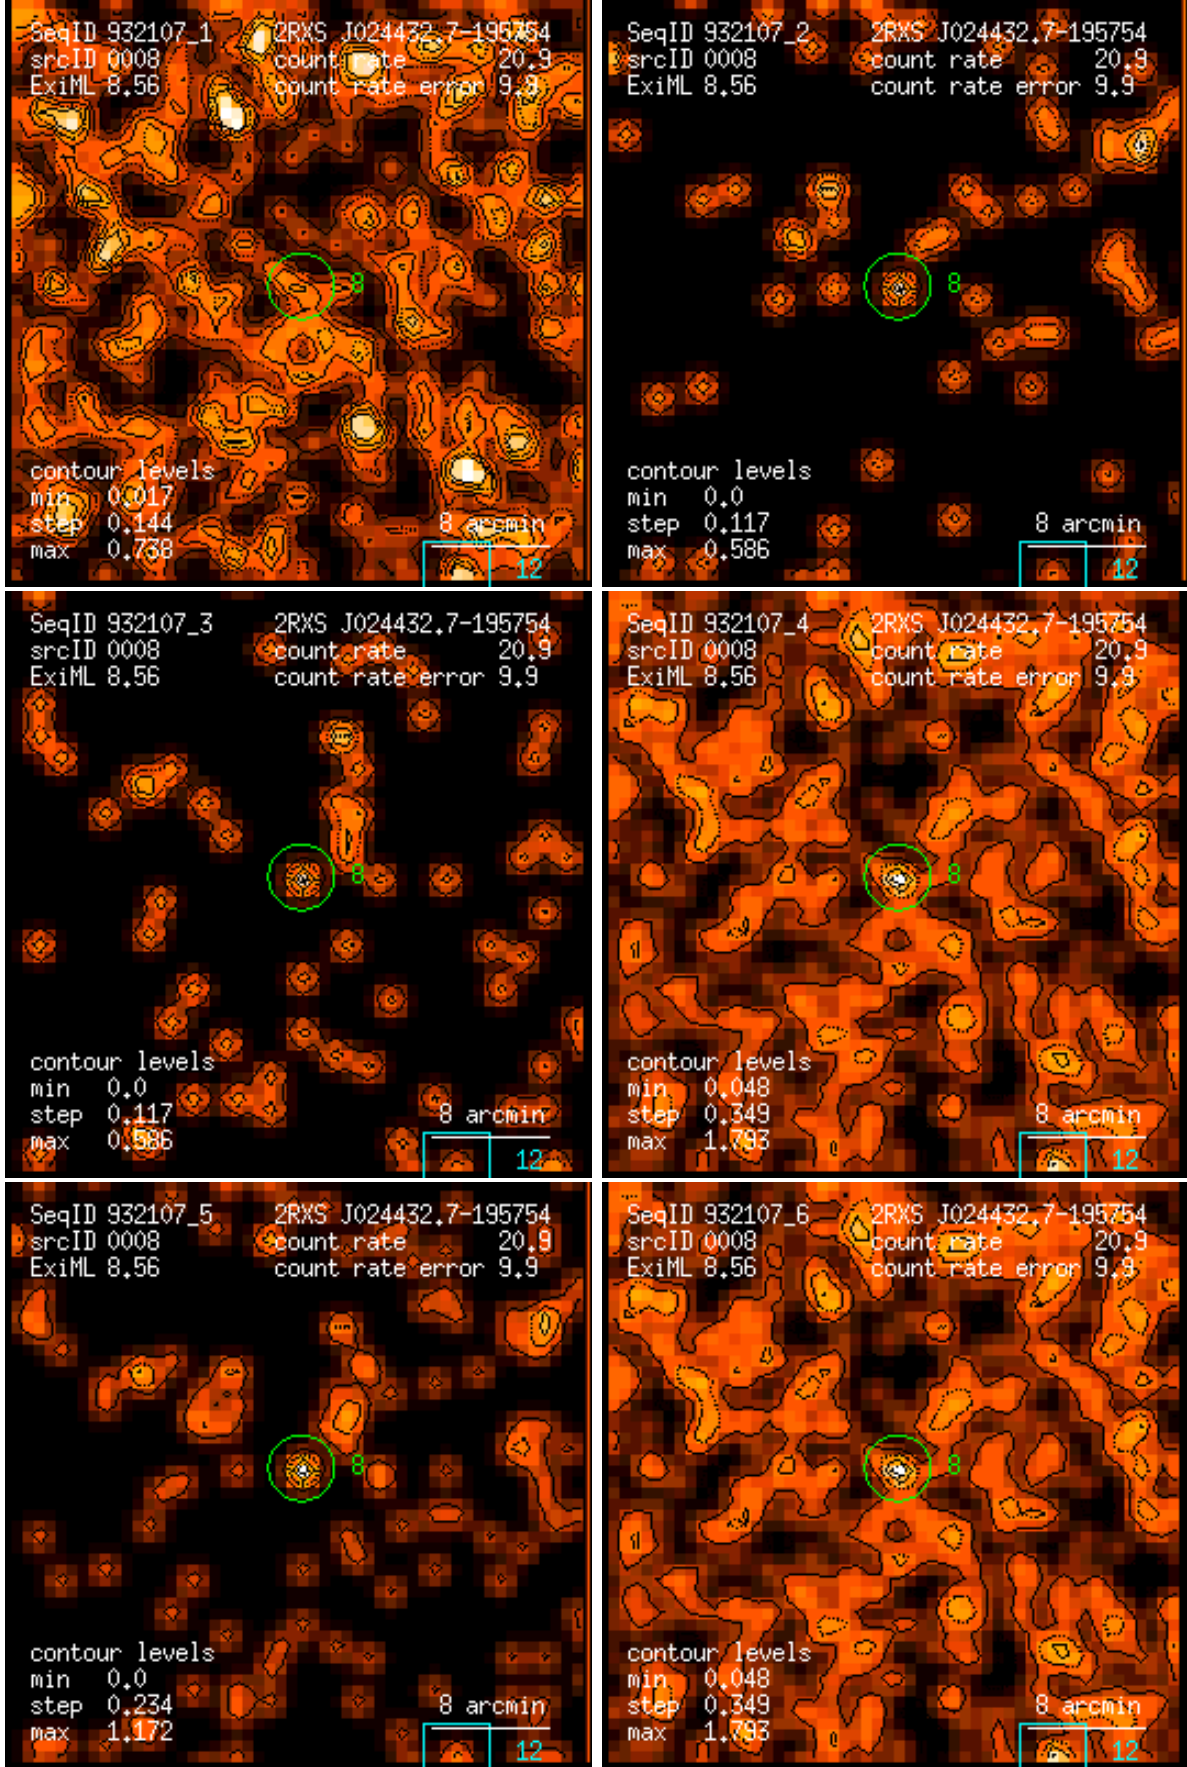 SeqID 932107_1 2RXS J024432.7-195754
srcID 0008 count rate 20.9
ExiML 8.56 count rate error 9.9
8
contour levels
min 0.017
step 0.144 8 arcmin
max 0.738 12
SeqID 932107_2 2RXS J024432.7-195754
srcID 0008 count rate 20.9
ExiML 8.56 count rate error 9.9
8
contour levels
min 0.0
step 0.117 8 arcmin
max 0.586 12
SeqID 932107_3 2RXS J024432.7-195754
srcID 0008 count rate 20.9
ExiML 8.56 count rate error 9.9
8
contour levels
min 0.0
step 0.117 8 arcmin
max 0.586 12
SeqID 932107_4 2RXS J024432.7-195754
srcID 0008 count rate 20.9
ExiML 8.56 count rate error 9.9
8
contour levels
min 0.048
step 0.349 8 arcmin
max 1.793 12
SeqID 932107_5 2RXS J024432.7-195754
srcID 0008 count rate 20.9
ExiML 8.56 count rate error 9.9
8
contour levels
min 0.0
step 0.234 8 arcmin
max 1.172 12
SeqID 932107_6 2RXS J024432.7-195754
srcID 0008 count rate 20.9
ExiML 8.56 count rate error 9.9
8
contour levels
min 0.048
step 0.349 8 arcmin
max 1.793 12